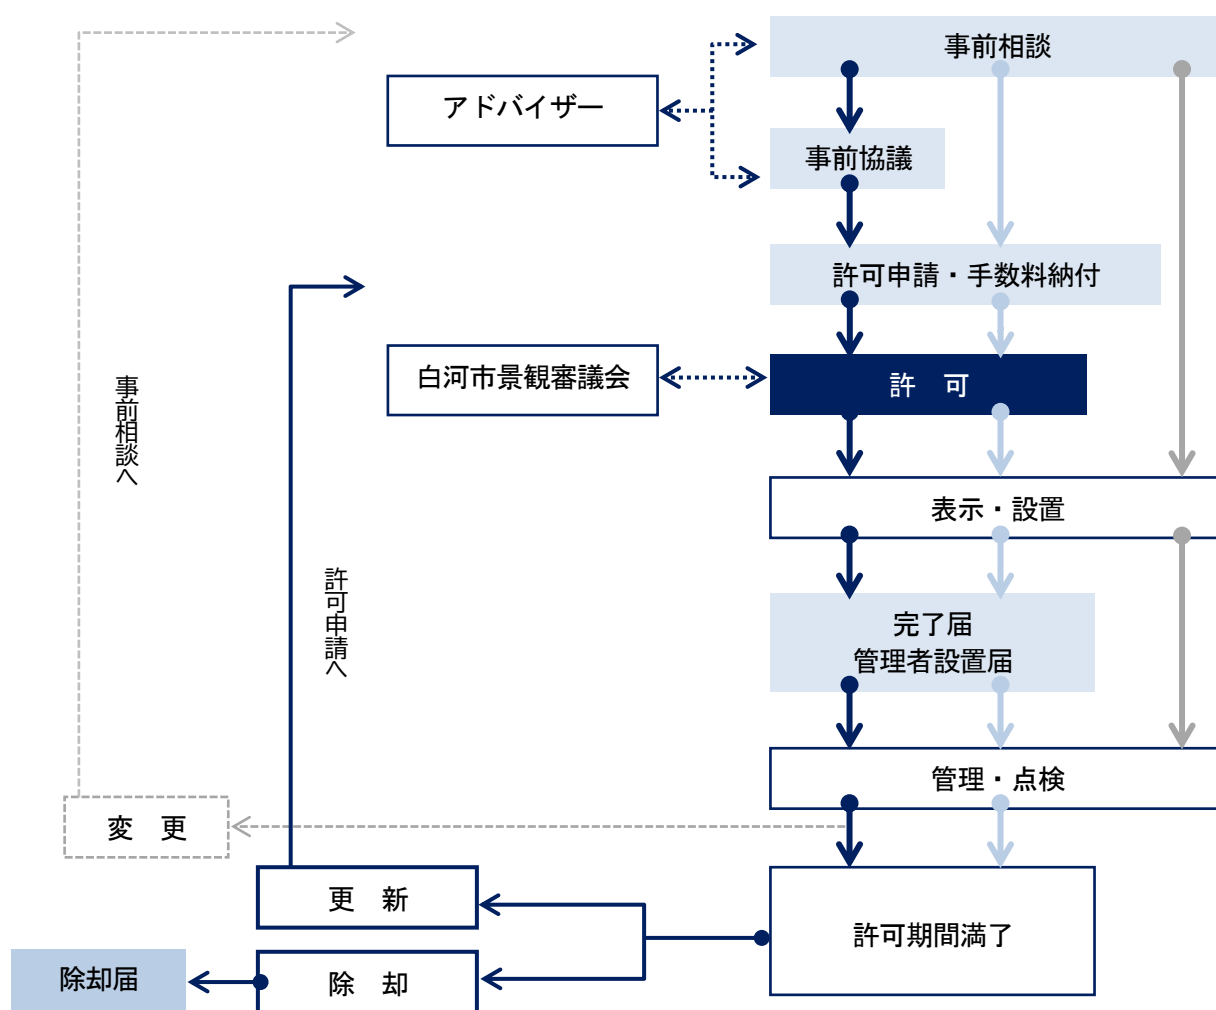 事前相談
アドバイザー
事前協議
許可申請・手数料納付
白河市景観審議会
許　可
事前相談へ
表示・設置
許可申請へ
完了届
管理者設置届
管理・点検
変　更
更　新
許可期間満了
除却届
除　却